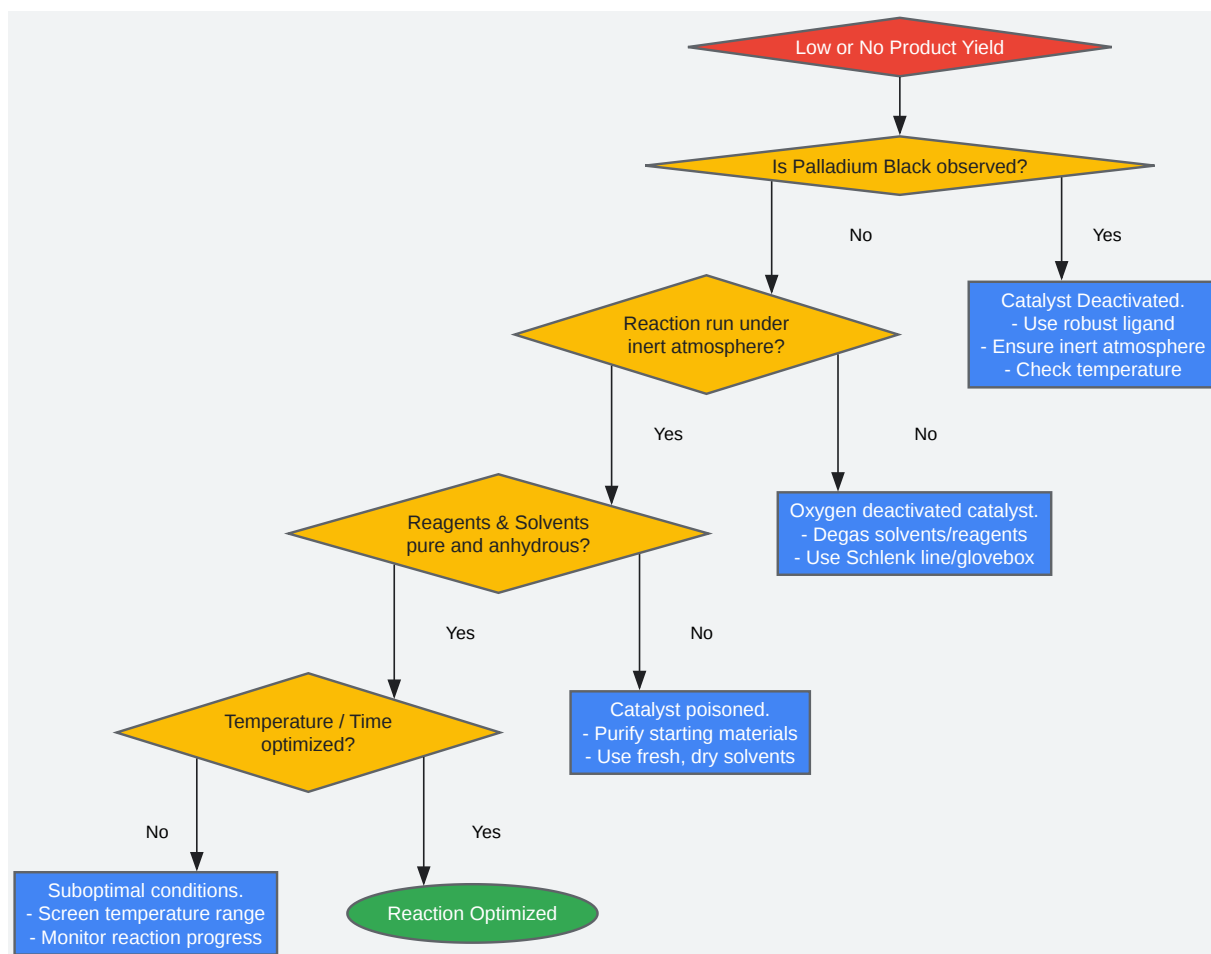 Low or No Product Yield
Is Palladium Black observed?
No
Yes
Catalyst Deactivated.
- Use robust ligand
- Ensure inert atmosphere
- Check temperature
Reaction run under
inert atmosphere?
Yes
No
Oxygen deactivated catalyst.
- Degas solvents/reagents
- Use Schlenk line/glovebox
Reagents & Solvents
pure and anhydrous?
Yes
No
Catalyst poisoned.
- Purify starting materials
- Use fresh, dry solvents
Temperature / Time
optimized?
No
Yes
Suboptimal conditions.
- Screen temperature range
- Monitor reaction progress
Reaction Optimized